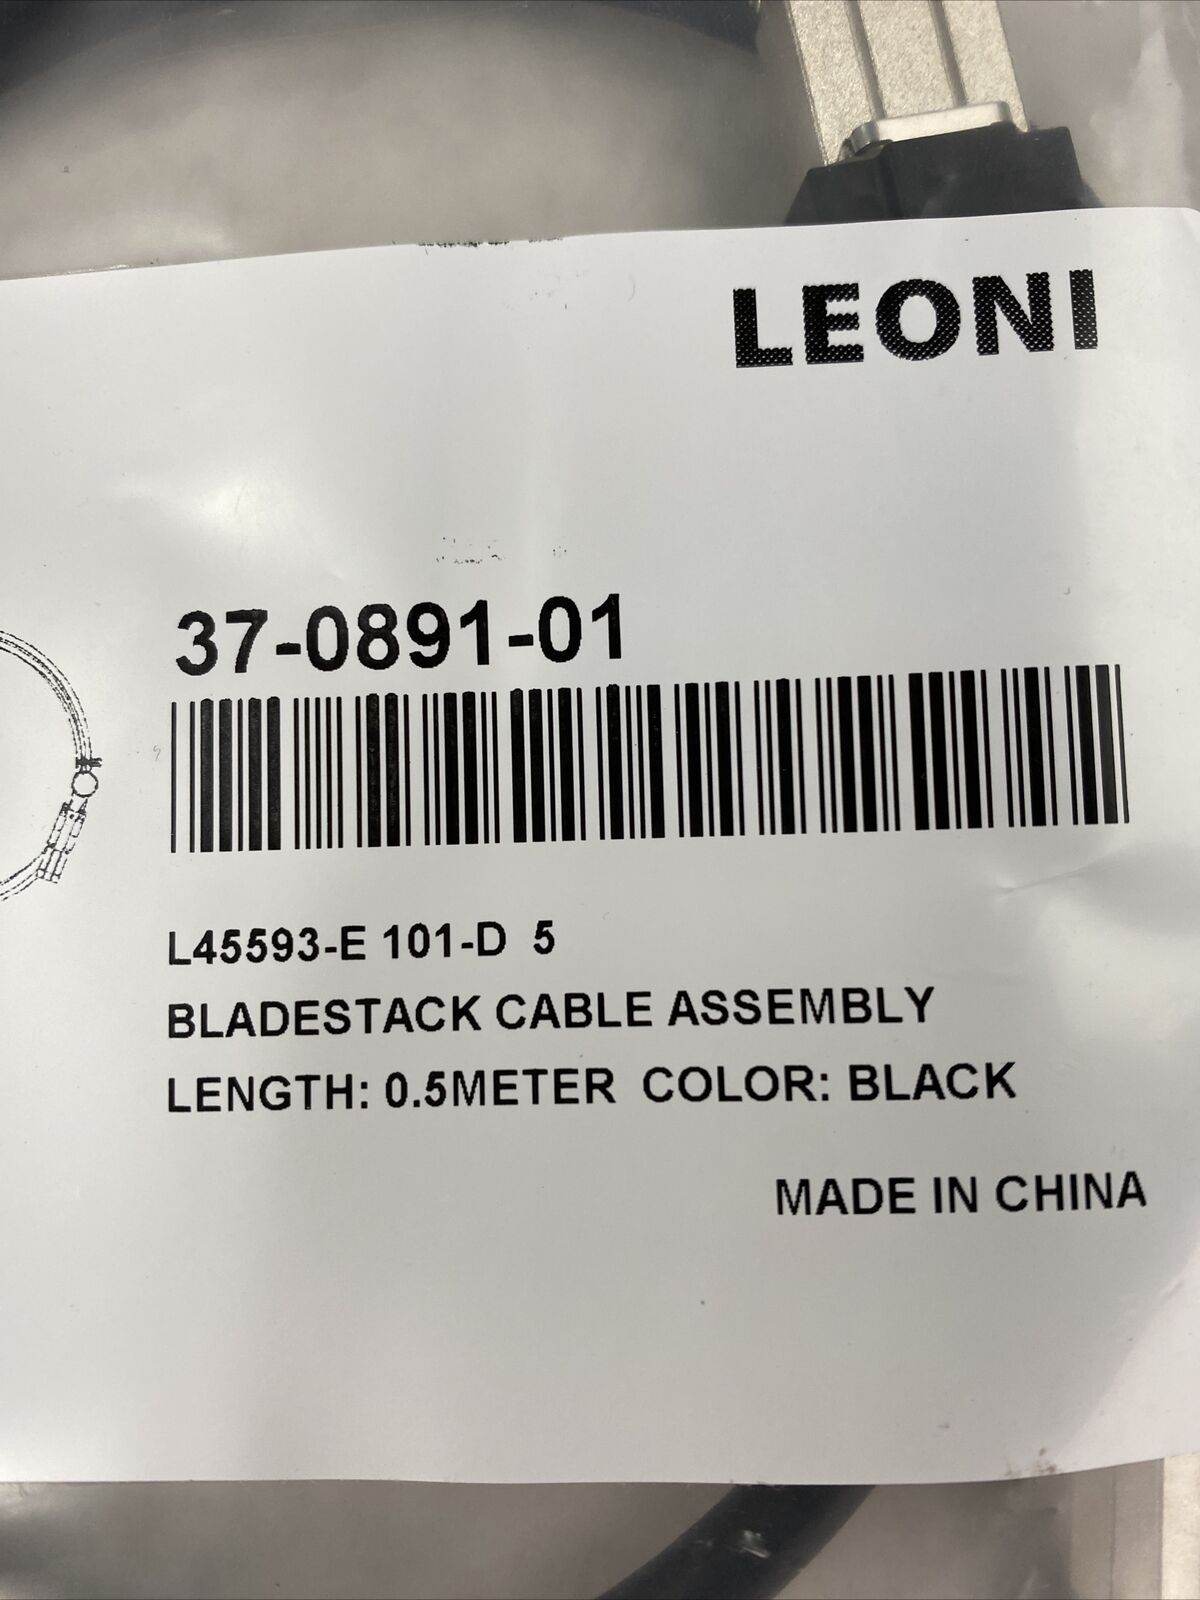 LEONI
37-0891-01
L45593-E 101-D 5
BLADESTACK CABLE ASSEMBLY
LENGTH: 0.5METER COLOR: BLACK
MADE IN CHINA